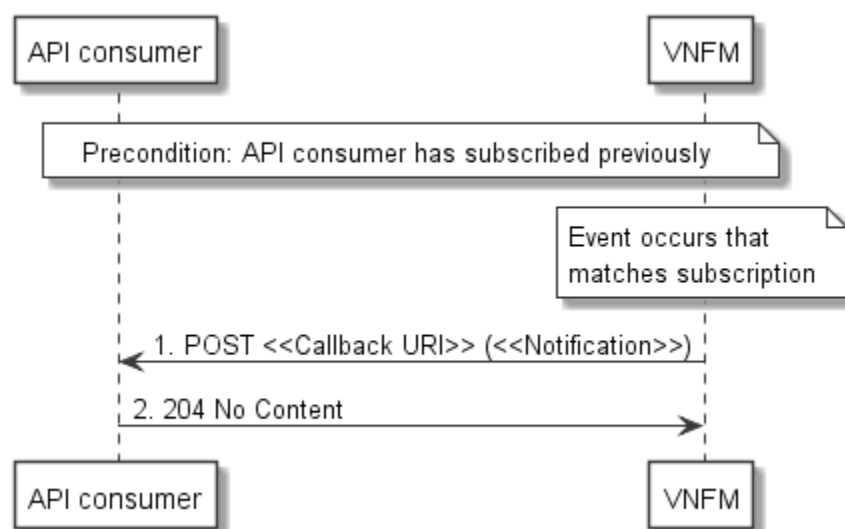 API consumer
VNFM
Precondition: API consumer has subscribed previously
Event occurs that
matches subscription
1. POST <<Callback URI>> (<<Notification>>)
2. 204 No Content
API consumer
VNFM